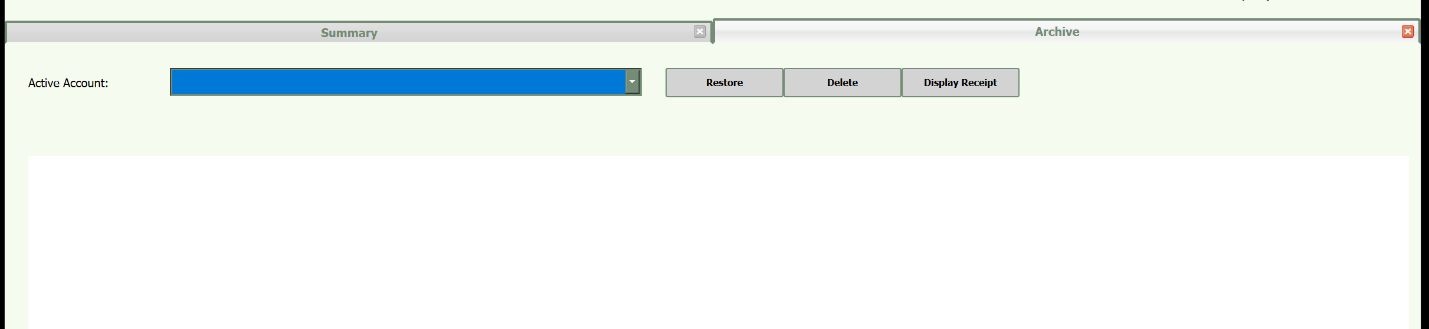 Summary
Archive
Active Account:
Restore
Delete
Display Receipt